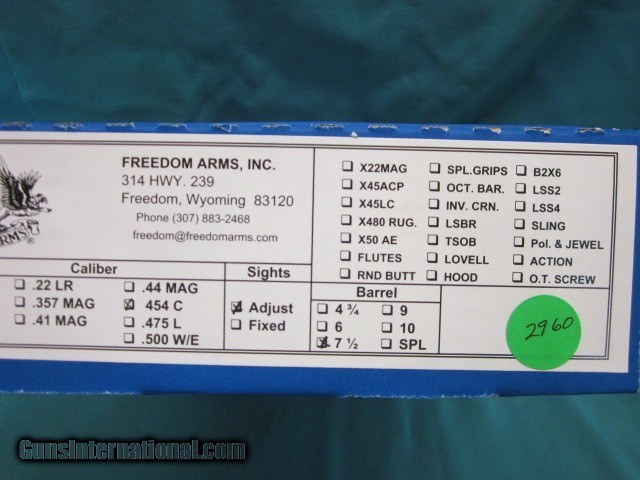 ARMS®
FREEDOM ARMS, INC.
314 HWY. 239
Freedom, Wyoming 83120
Phone (307) 883-2468
freedom@freedomarms.com
X22MAG SPL.GRIPS B2X6
X45ACP OCT. BAR. LSS2
X45LC INV. CRN. LSS4
X480 RUG. LSBR SLING
X50 AE TSOB Pol. & JEWEL
FLUTES LOVELL ACTION
RND BUTT HOOD O.T. SCREW
Caliber
.22 LR .44 MAG
.357 MAG 454 C
.41 MAG .475 L
.500 W/E
Sights
Adjust
Fixed
Barrel
4 ¾ 9
6 10
7 ½ SPL
2960
GunsInternational.com